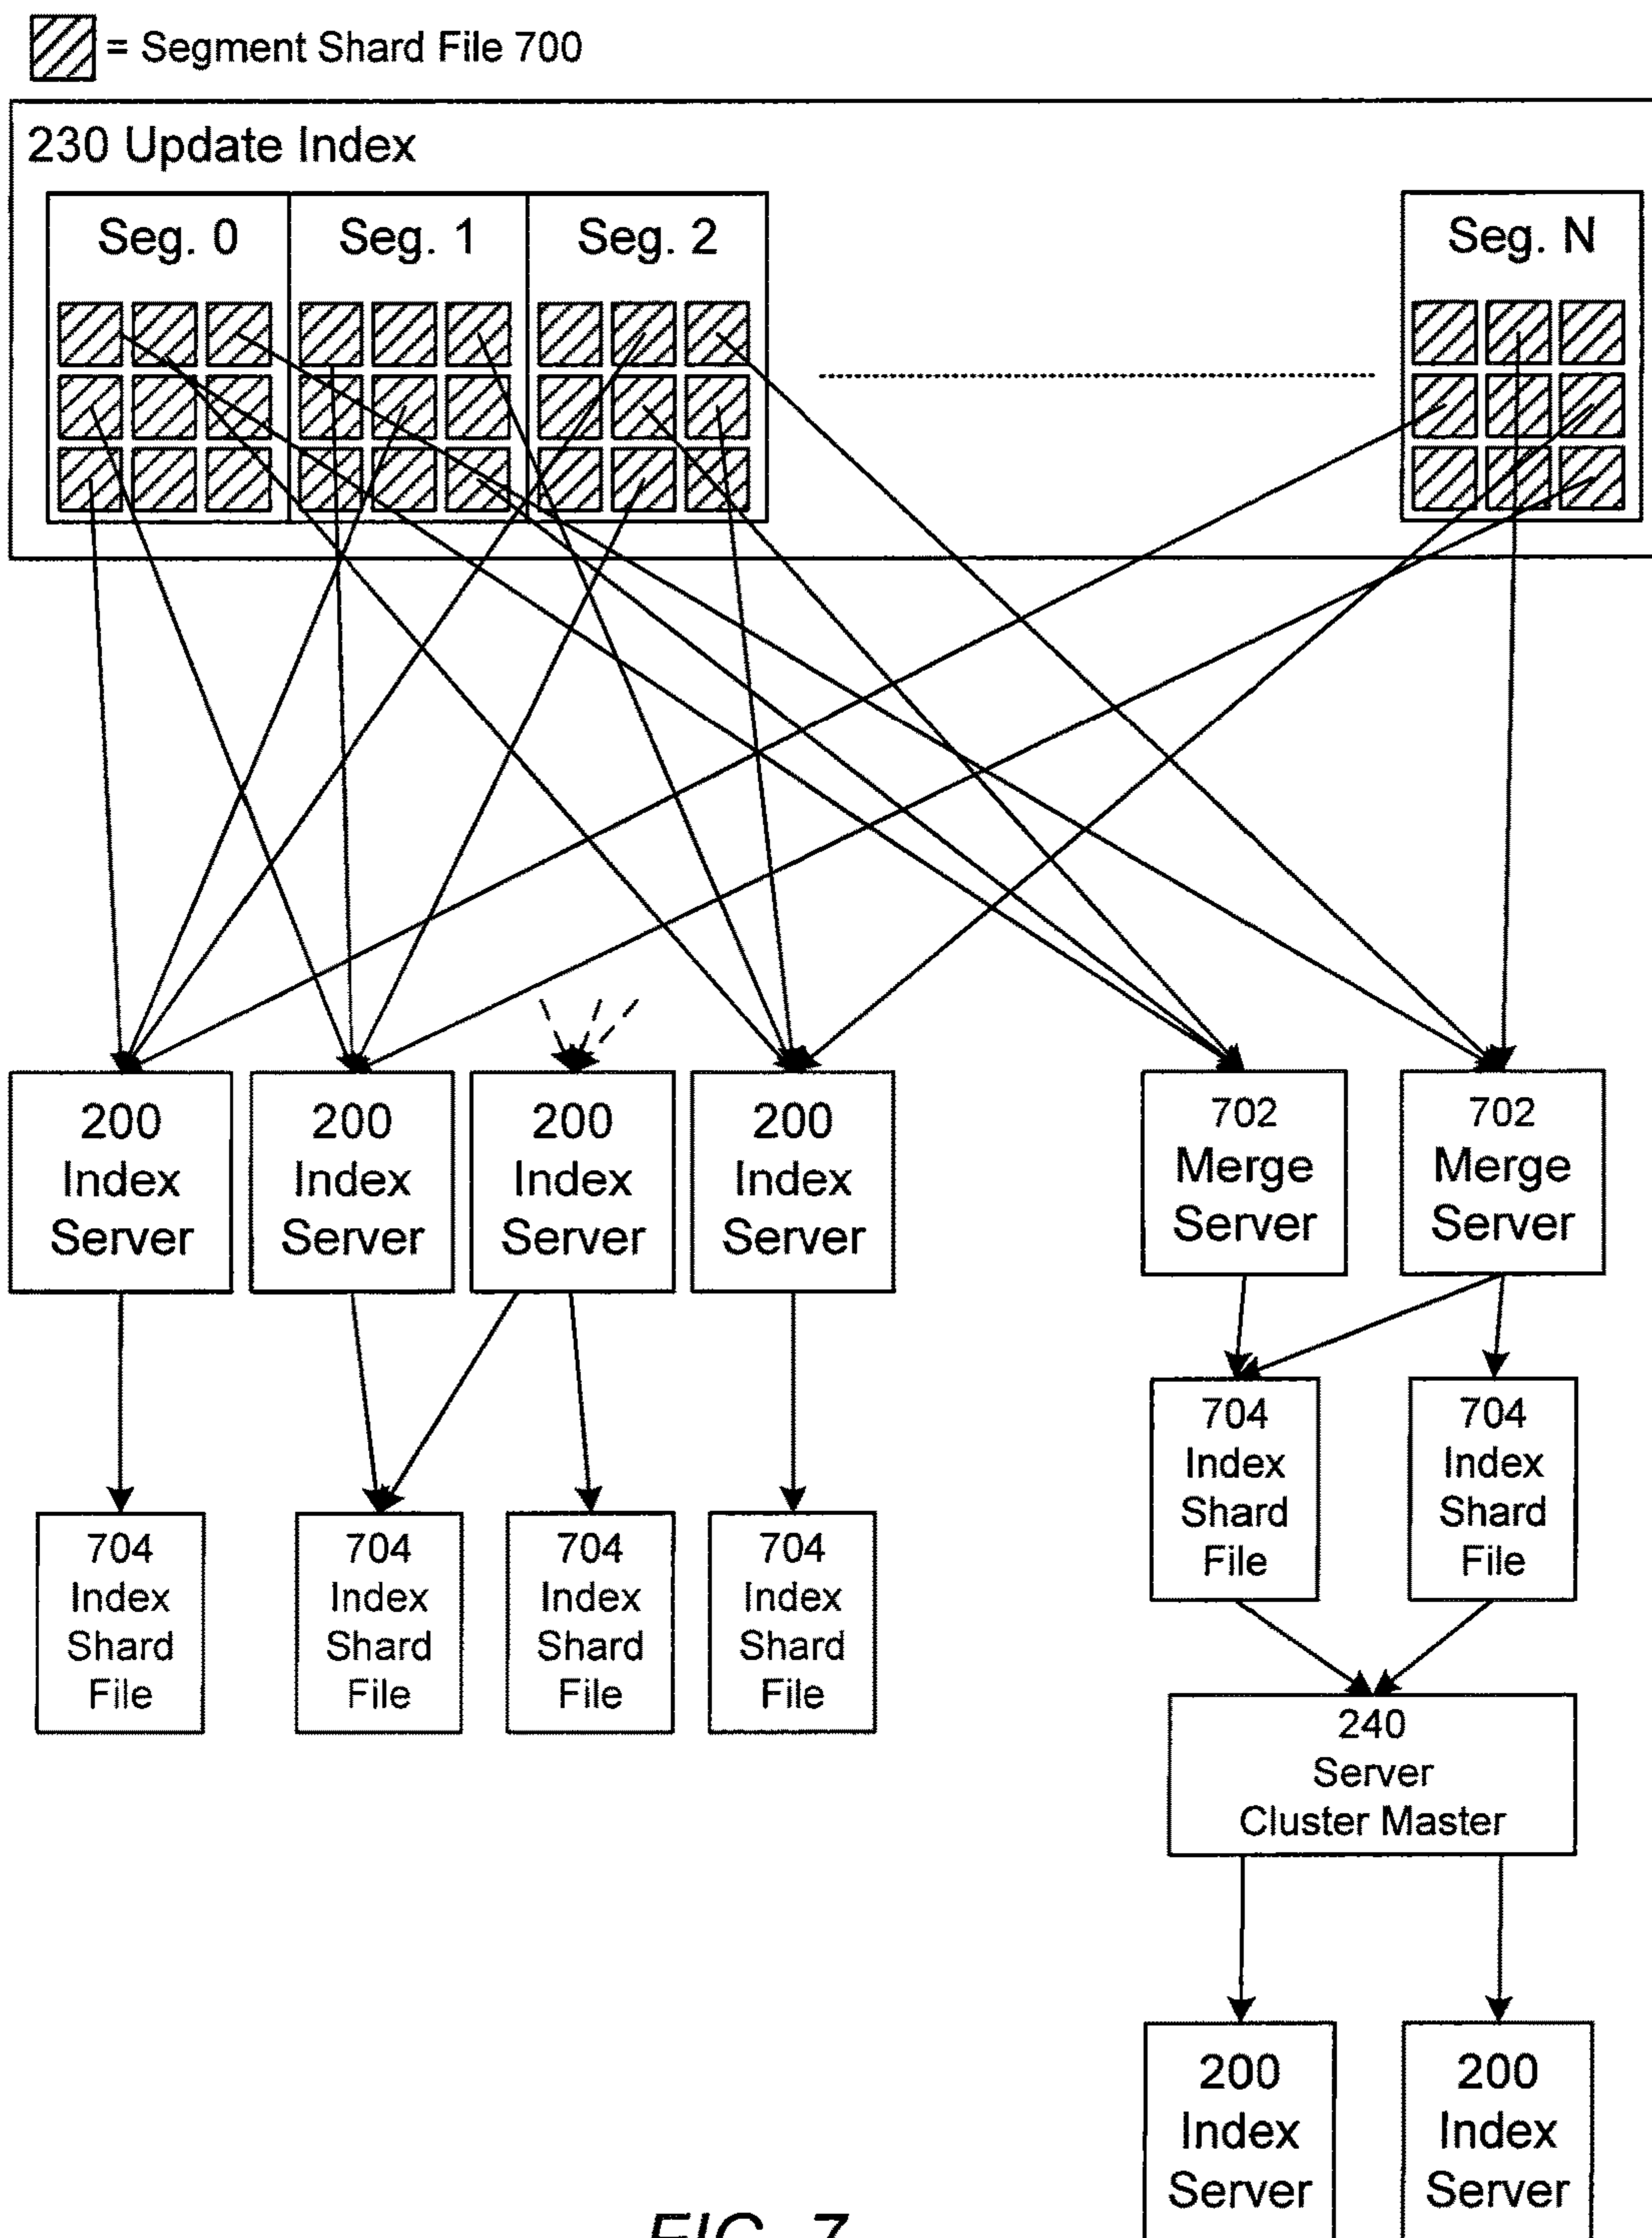 = Segment Shard File 700
230 Update Index
Seg. 0
Seg. 1
Seg. 2
Seg. N
200
Index
Server
200
Index
Server
200
Index
Server
200
Index
Server
702
Merge
Server
702
Merge
Server
704
Index
Shard
File
704
Index
Shard
File
704
Index
Shard
File
704
Index
Shard
File
704
Index
Shard
File
704
Index
Shard
File
240
Server
Cluster Master
200
Index
Server
200
Index
Server
FIG. 7